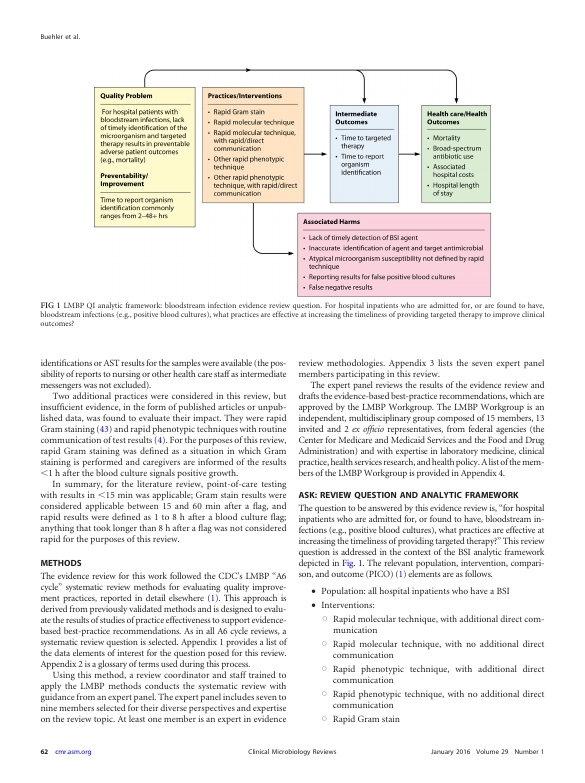 Buehler et al.
Quality Problem
For hospital patients with
bloodstream infections, lack
of timely identification of the
microorganism and targeted
therapy results in preventable
adverse patient outcomes
(e.g., mortality)
Preventability/
Improvement
Time to report organism
identification commonly
ranges from 2–48+ hrs
Practices/Interventions
• Rapid Gram stain
• Rapid molecular technique
• Rapid molecular technique,
with rapid/direct
communication
• Other rapid phenotypic
technique
• Other rapid phenotypic
technique, with rapid/direct
communication
Intermediate
Outcomes
• Time to targeted
therapy
• Time to report
organism
identification
Health care/Health
Outcomes
• Mortality
• Broad-spectrum
antibiotic use
• Associated
hospital costs
• Hospital length
of stay
Associated Harms
• Lack of timely detection of BSI agent
• Inaccurate identification of agent and target antimicrobial
• Atypical microorganism susceptibility not defined by rapid
technique
• Reporting results for false positive blood cultures
• False negative results
FIG 1 LMBP QI analytic framework: bloodstream infection evidence review question. For hospital inpatients who are admitted for, or are found to have,
bloodstream infections (e.g., positive blood cultures), what practices are effective at increasing the timeliness of providing targeted therapy to improve clinical
outcomes?
identifications or AST results for the samples were available (the pos-
sibility of reports to nursing or other health care staff as intermediate
messengers was not excluded).
Two additional practices were considered in this review, but
insufficient evidence, in the form of published articles or unpub-
lished data, was found to evaluate their impact. They were rapid
Gram staining (43) and rapid phenotypic techniques with routine
communication of test results (4). For the purposes of this review,
rapid Gram staining was defined as a situation in which Gram
staining is performed and caregivers are informed of the results
<1 h after the blood culture signals positive growth.
In summary, for the literature review, point-of-care testing
with results in <15 min was applicable; Gram stain results were
considered applicable between 15 and 60 min after a flag, and
rapid results were defined as 1 to 8 h after a blood culture flag;
anything that took longer than 8 h after a flag was not considered
rapid for the purposes of this review.
METHODS
The evidence review for this work followed the CDC's LMBP "A6
cycle" systematic review methods for evaluating quality improve-
ment practices, reported in detail elsewhere (1). This approach is
derived from previously validated methods and is designed to evalu-
ate the results of studies of practice effectiveness to support evidence-
based best-practice recommendations. As in all A6 cycle reviews, a
systematic review question is selected. Appendix 1 provides a list of
the data elements of interest for the question posed for this review.
Appendix 2 is a glossary of terms used during this process.
Using this method, a review coordinator and staff trained to
apply the LMBP methods conducts the systematic review with
guidance from an expert panel. The expert panel includes seven to
nine members selected for their diverse perspectives and expertise
on the review topic. At least one member is an expert in evidence
review methodologies. Appendix 3 lists the seven expert panel
members participating in this review.
The expert panel reviews the results of the evidence review and
drafts the evidence-based best-practice recommendations, which are
approved by the LMBP Workgroup. The LMBP Workgroup is an
independent, multidisciplinary group composed of 15 members, 13
invited and 2 ex officio representatives, from federal agencies (the
Center for Medicare and Medicaid Services and the Food and Drug
Administration) and with expertise in laboratory medicine, clinical
practice, health services research, and health policy. A list of the mem-
bers of the LMBP Workgroup is provided in Appendix 4.
ASK: REVIEW QUESTION AND ANALYTIC FRAMEWORK
The question to be answered by this evidence review is, "for hospital
inpatients who are admitted for, or found to have, bloodstream in-
fections (e.g., positive blood cultures), what practices are effective at
increasing the timeliness of providing targeted therapy?" This review
question is addressed in the context of the BSI analytic framework
depicted in Fig. 1. The relevant population, intervention, compari-
son, and outcome (PICO) (1) elements are as follows.
• Population: all hospital inpatients who have a BSI
• Interventions:
○ Rapid molecular technique, with additional direct com-
munication
○ Rapid molecular technique, with no additional direct
communication
○ Rapid phenotypic technique, with additional direct
communication
○ Rapid phenotypic technique, with no additional direct
communication
○ Rapid Gram stain
62 cmr.asm.org
Clinical Microbiology Reviews
January 2016 Volume 29 Number 1